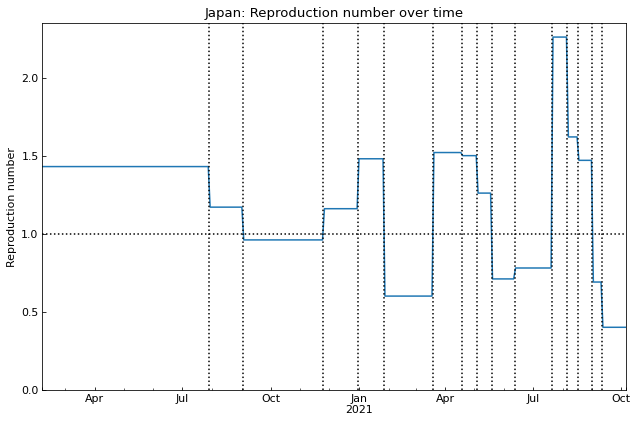 Japan: Reproduction number over time
Reproduction number
2.0
1.5
1.0
0.5
0.0
Apr Jul Oct Jan Apr Jul Oct
2021